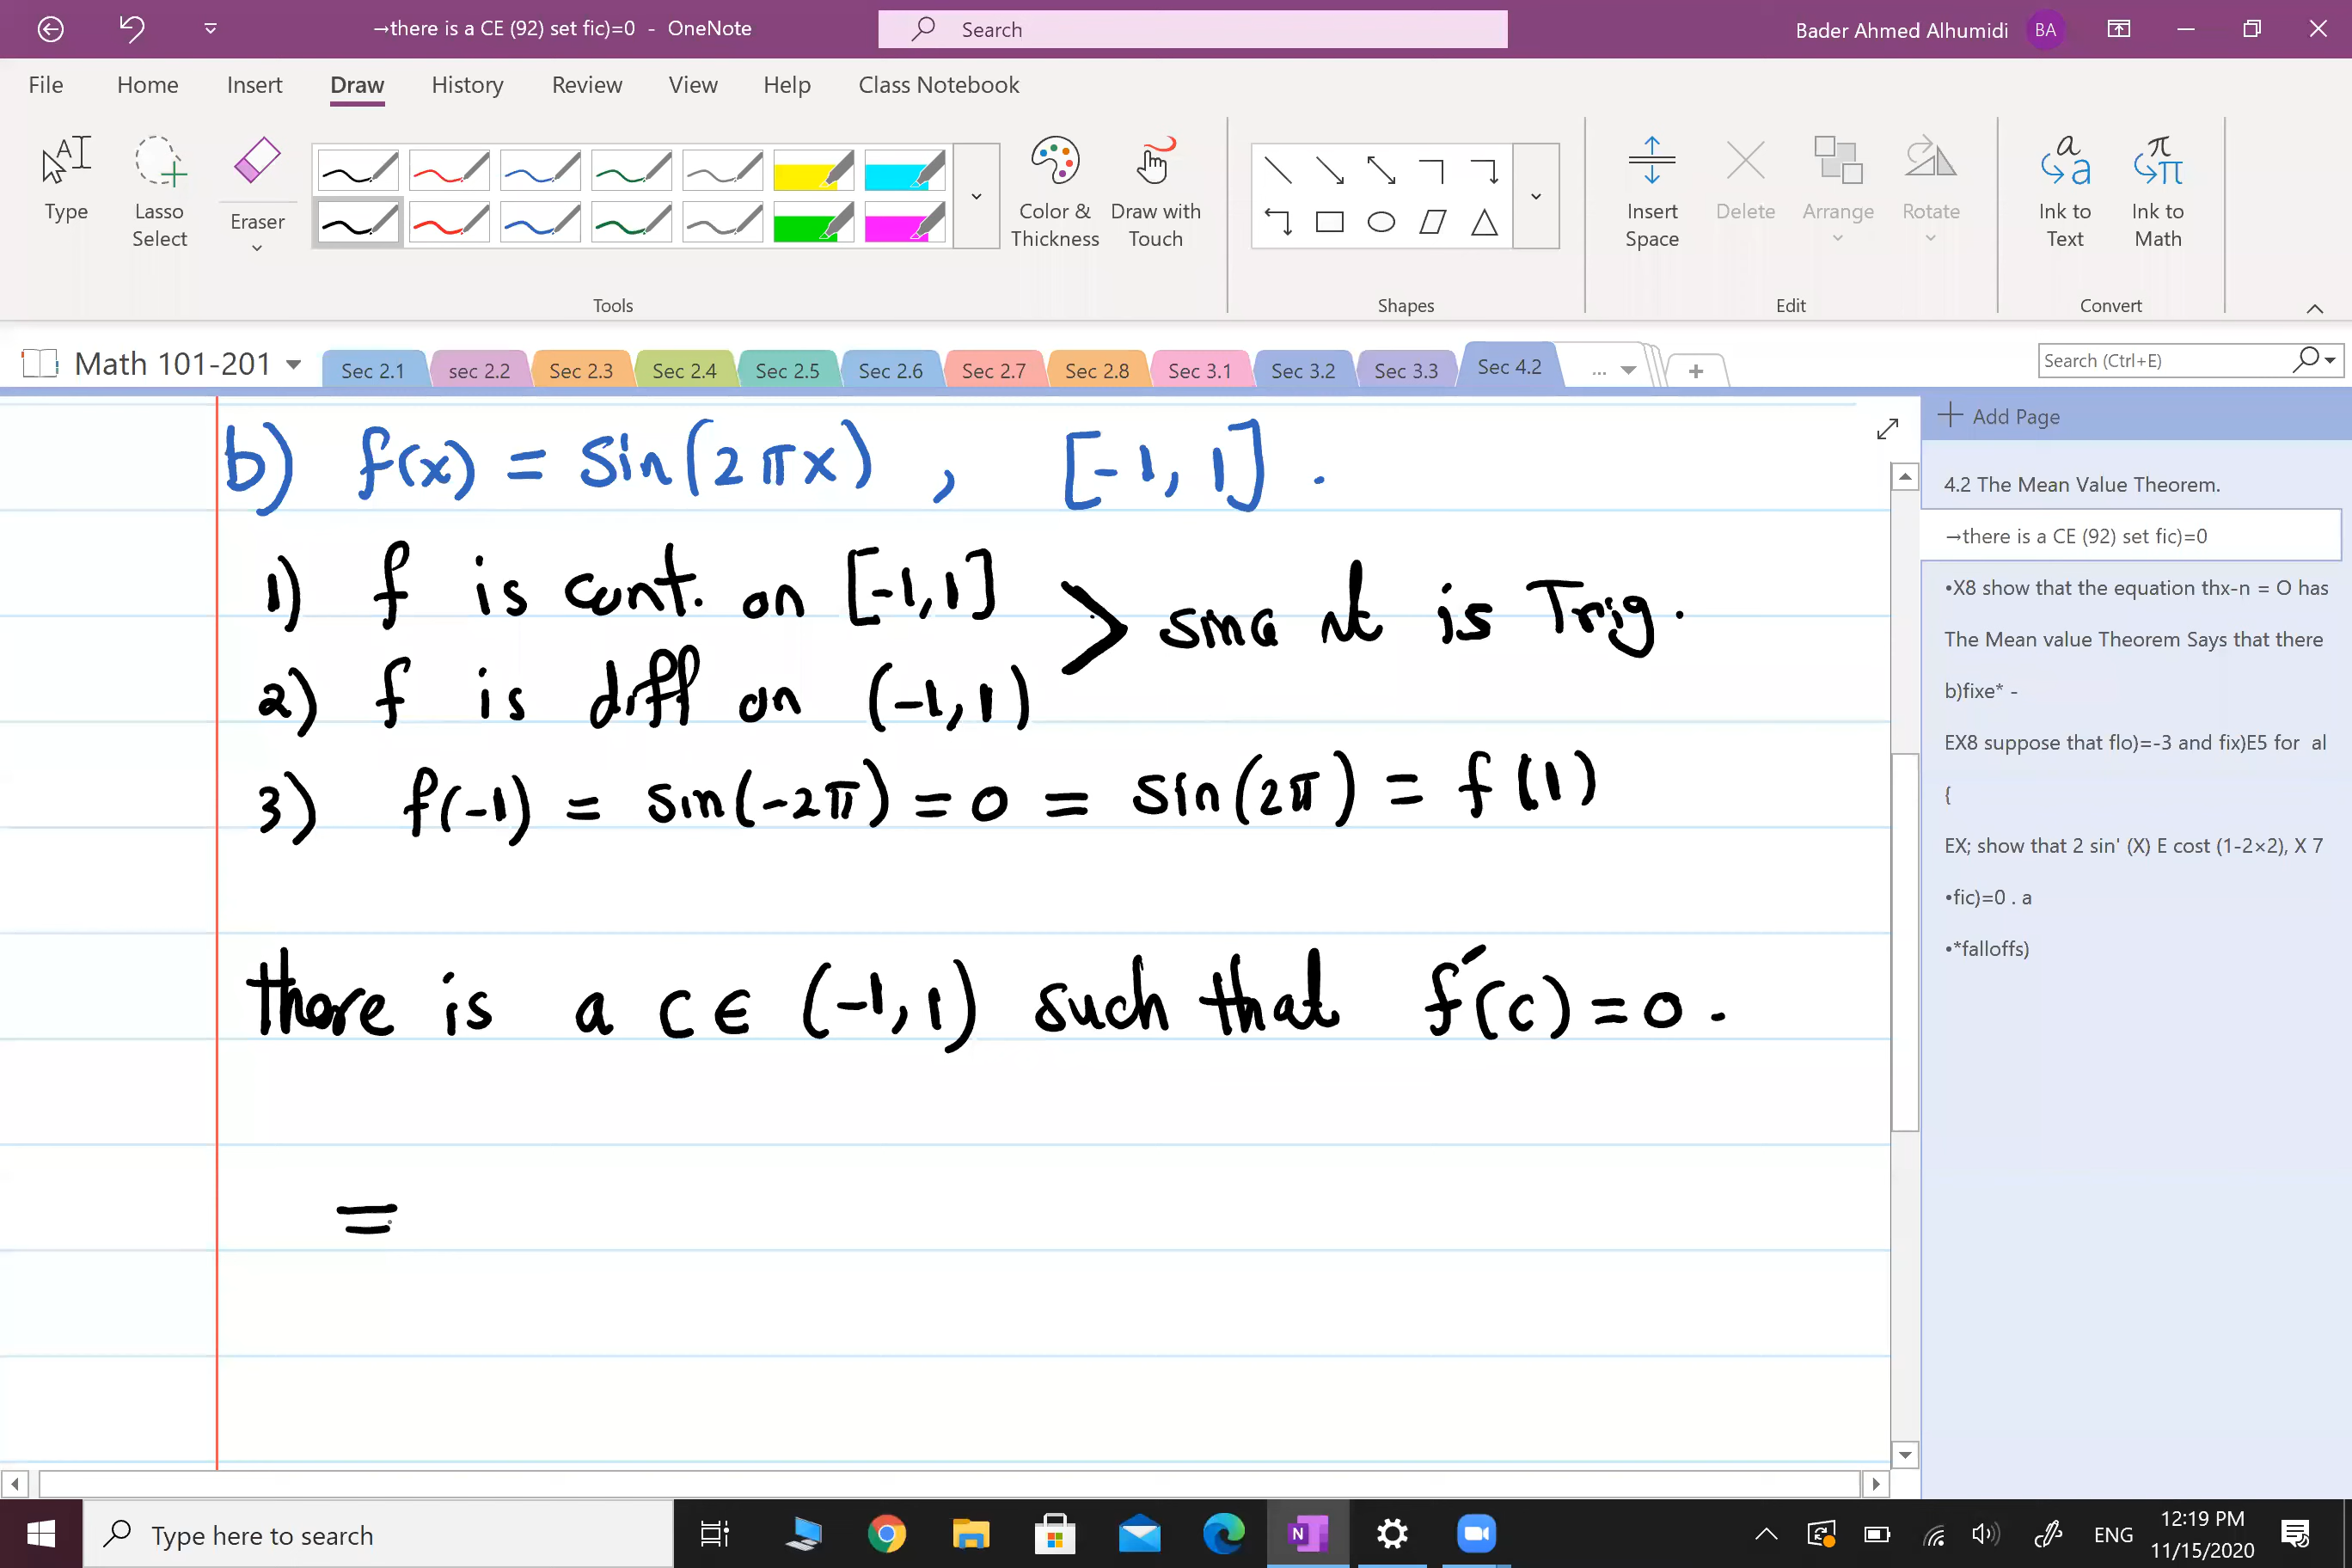 →there is a CE (92) set fic)=0 - OneNote
Search
Bader Ahmed Alhumidi
BA
File Home Insert Draw History Review View Help Class Notebook
Type
Lasso Select
Eraser
Color & Thickness
Draw with Touch
Insert Space
Delete
Arrange
Rotate
Ink to Text
Ink to Math
Tools
Shapes
Edit
Convert
Math 101-201
Sec 2.1 sec 2.2 Sec 2.3 Sec 2.4 Sec 2.5 Sec 2.6 Sec 2.7 Sec 2.8 Sec 3.1 Sec 3.2 Sec 3.3 Sec 4.2 ... +
Search (Ctrl+E)
b) f(x) = sin(2πx) , [-1, 1] .
1) f is cont. on [-1,1]
2) f is diff on (-1,1)
> since it is Trig.
3) f(-1) = sin(-2π) = 0 = sin(2π) = f(1)
there is a c ∈ (-1,1) such that f′(c) = 0 .
=
Add Page
4.2 The Mean Value Theorem.
→there is a CE (92) set fic)=0
•X8 show that the equation thx-n = O has
The Mean value Theorem Says that there
b)fixe* -
EX8 suppose that flo)=-3 and fix)E5 for al
{
EX; show that 2 sin' (X) E cost (1-2×2), X 7
•fic)=0 . a
•*falloffs)
Type here to search
ENG
12:19 PM
11/15/2020